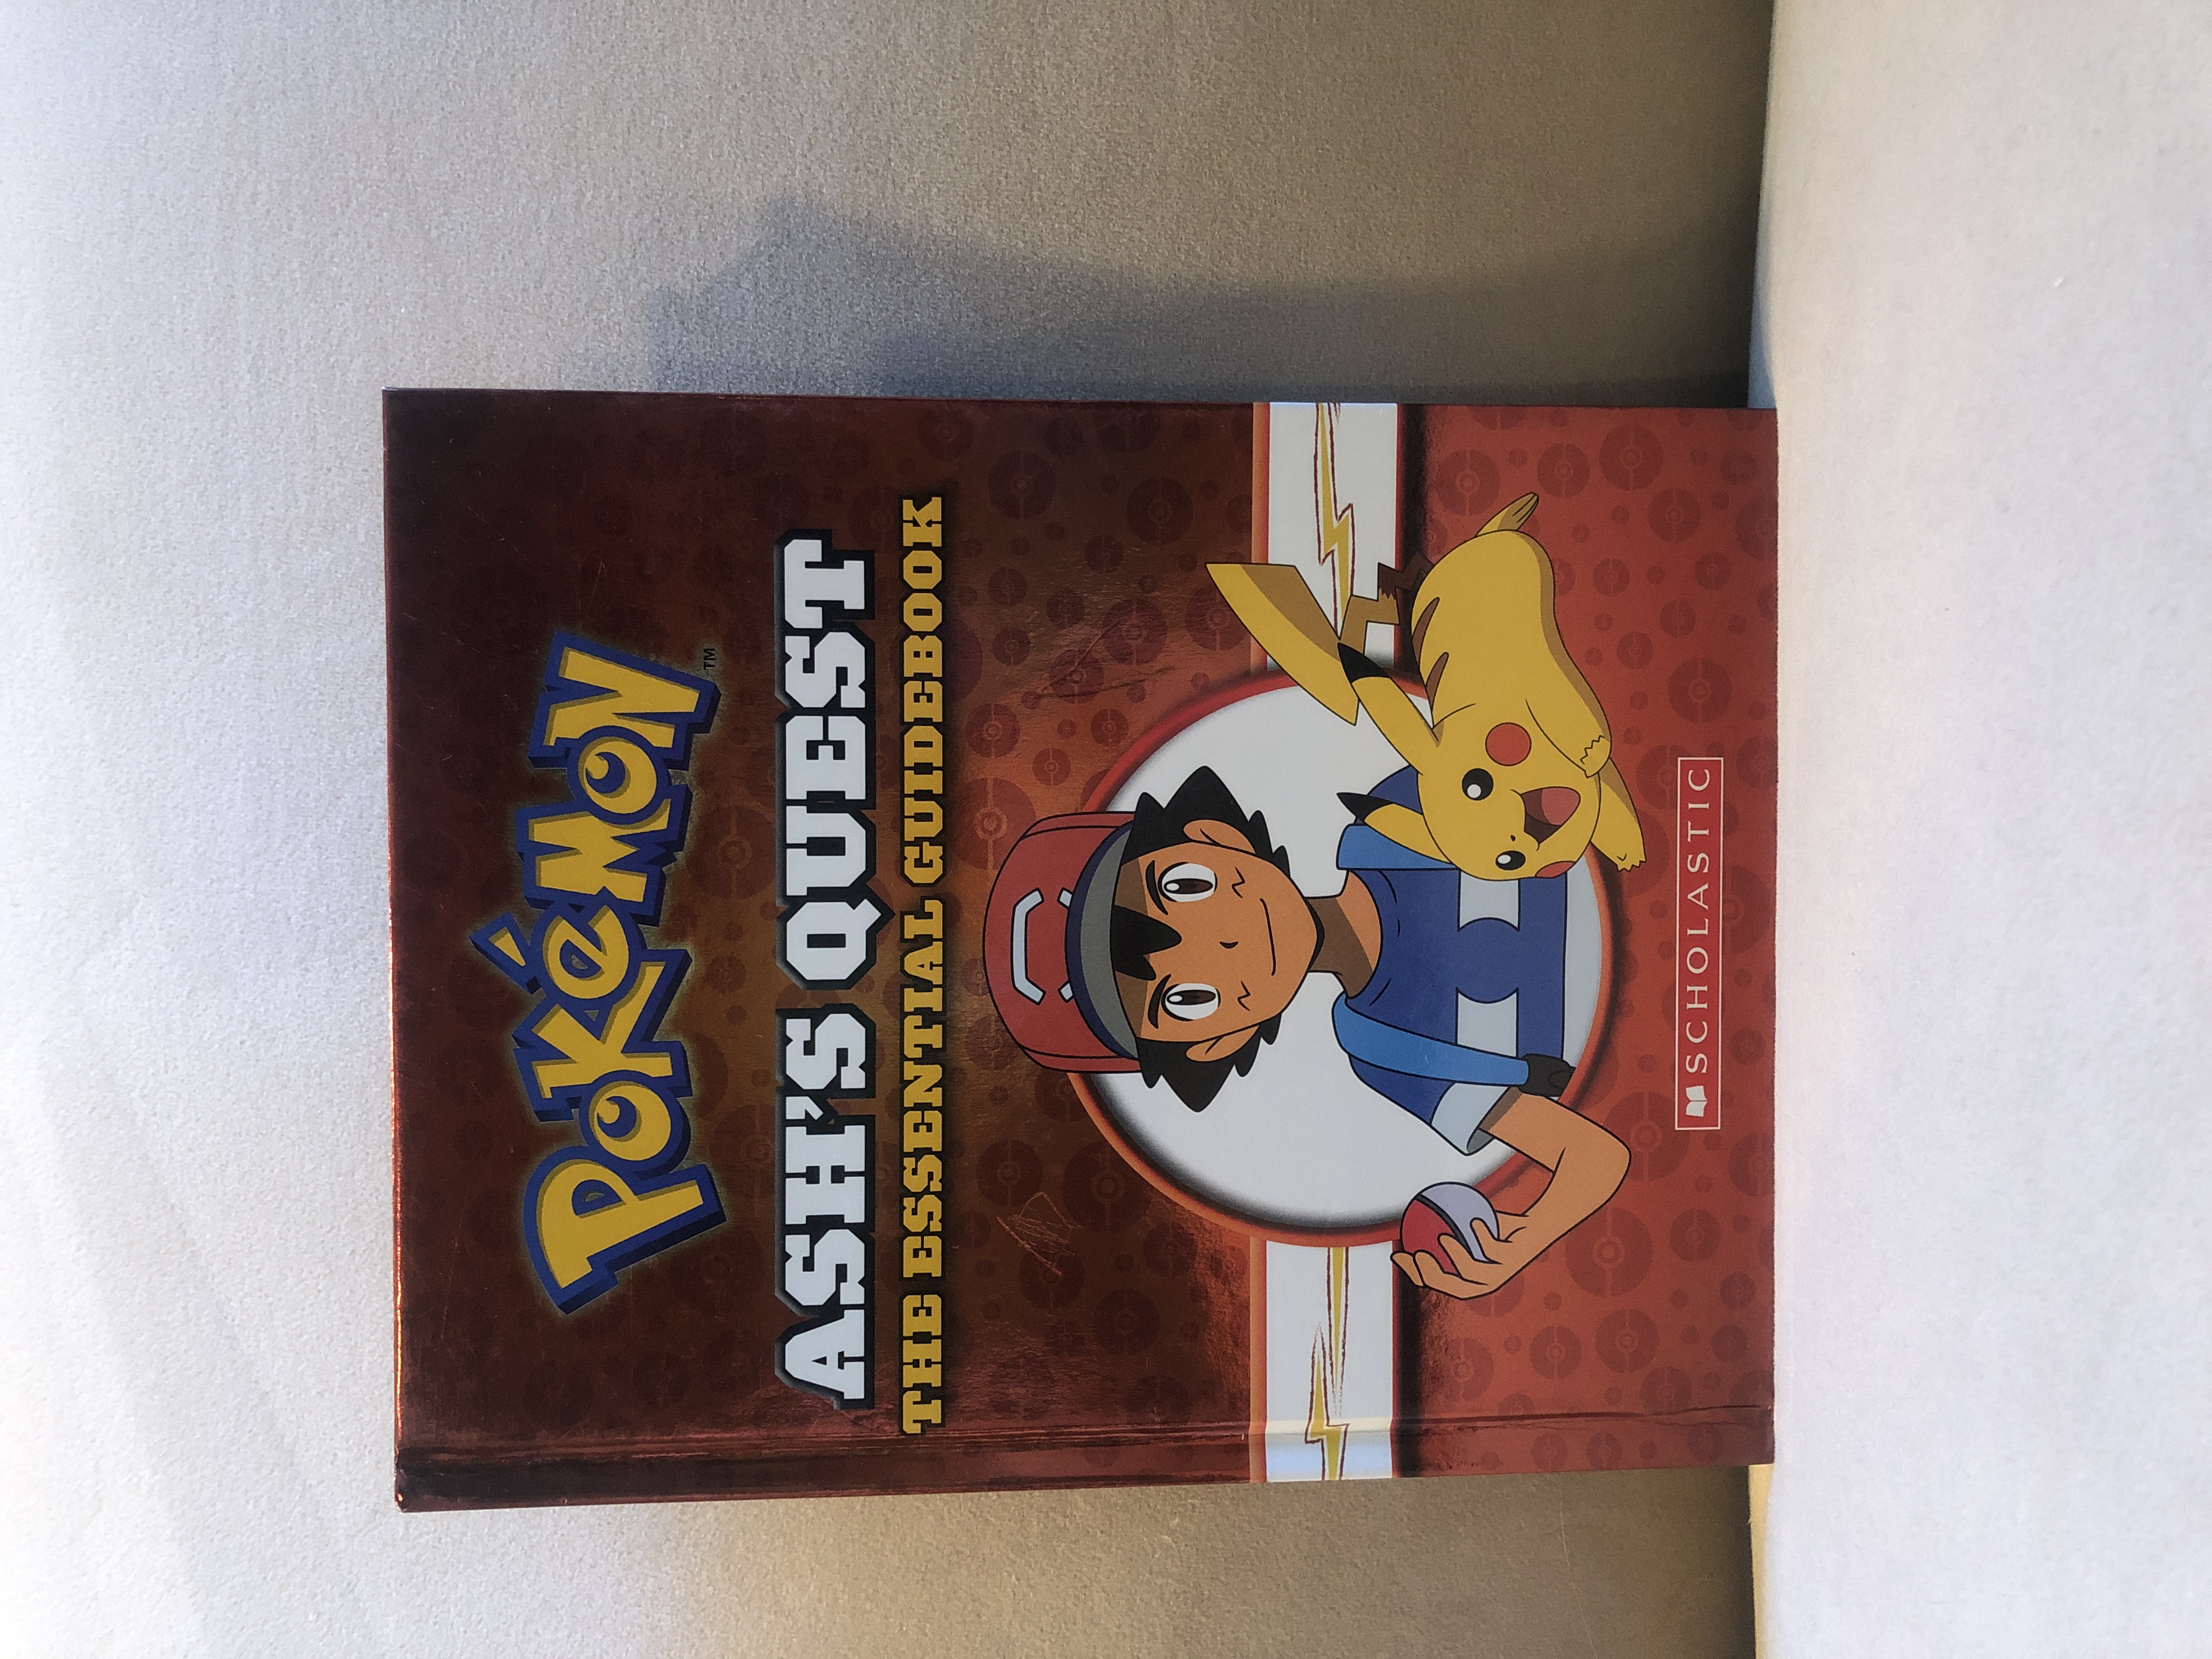 Pokémon™
ASH'S QUEST
THE ESSENTIAL GUIDEBOOK
SCHOLASTIC